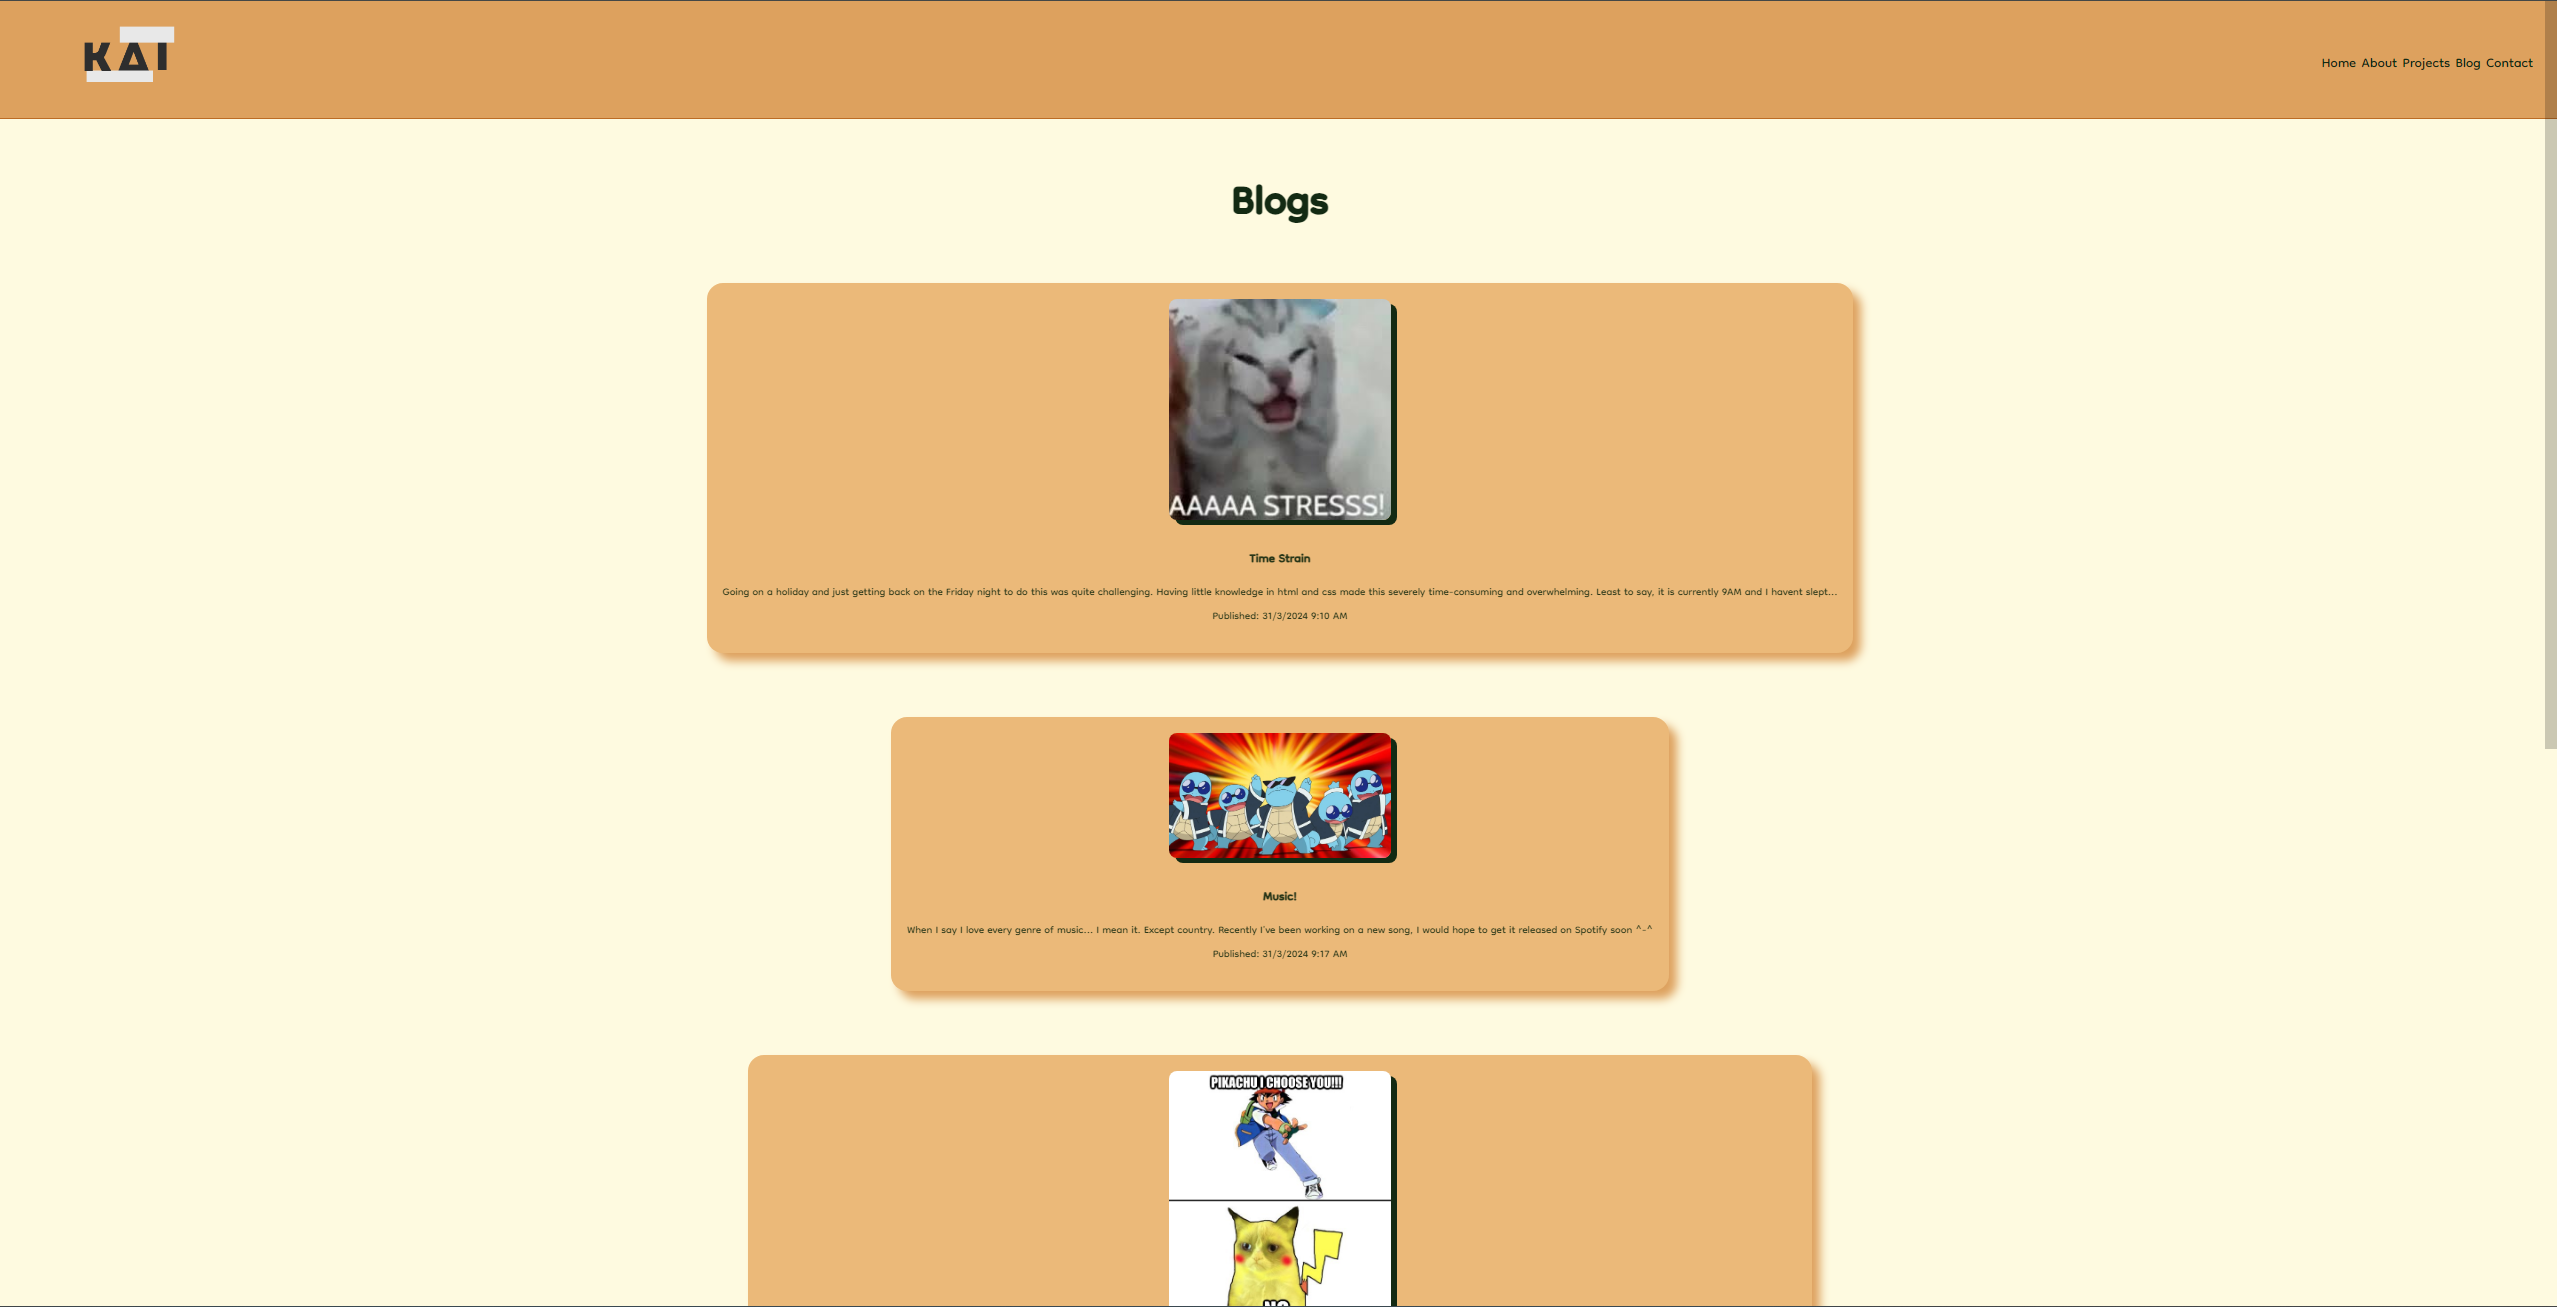 KAI
Home About Projects Blog Contact
Blogs
AAAAA STRESSS!
Time Strain
Going on a holiday and just getting back on the Friday night to do this was quite challenging. Having little knowledge in html and css made this severely time-consuming and overwhelming. Least to say, it is currently 9AM and I havent slept...
Published: 31/3/2024 9:10 AM
Music!
When I say I love every genre of music... I mean it. Except country. Recently I've been working on a new song, I would hope to get it released on Spotify soon ^-^
Published: 31/3/2024 9:17 AM
PIKACHU I CHOOSE YOU!!!
NO